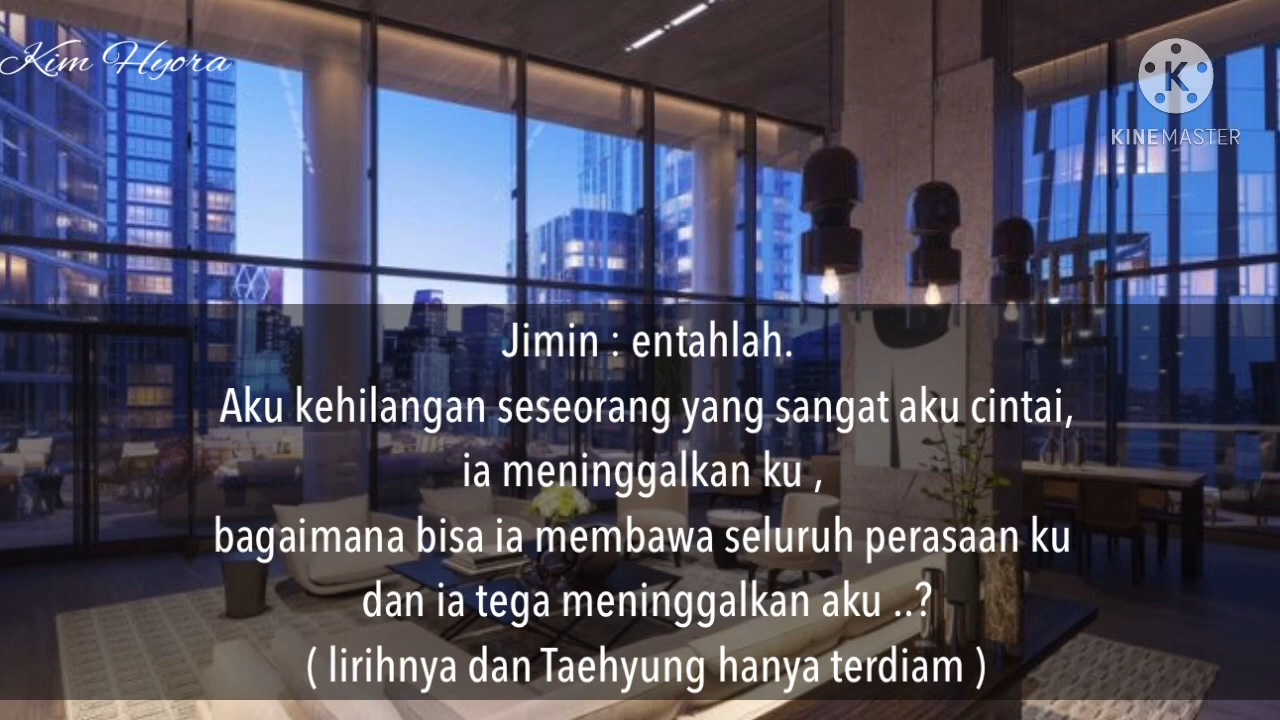 Kim Hyora
K
KINEMASTER
Jimin : entahlah.
Aku kehilangan seseorang yang sangat aku cintai,
ia meninggalkan ku ,
bagaimana bisa ia membawa seluruh perasaan ku
dan ia tega meninggalkan aku ..?
( lirihnya dan Taehyung hanya terdiam )